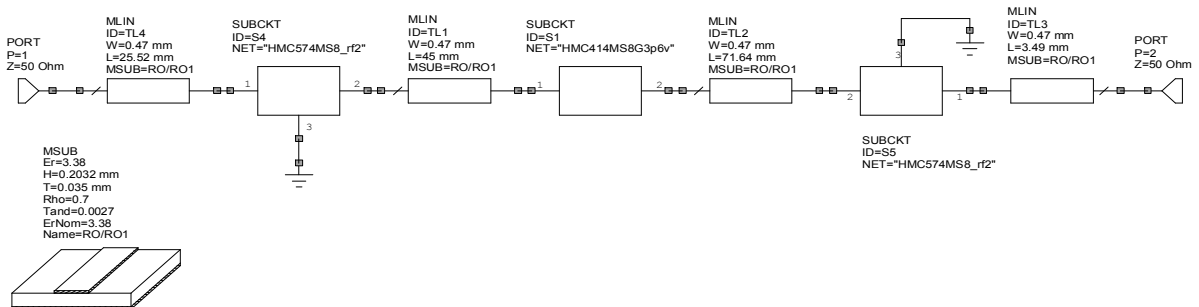 PORT
P=1
Z=50 Ohm
MLIN
ID=TL4
W=0.47 mm
L=25.52 mm
MSUB=RO/RO1
SUBCKT
ID=S4
NET="HMC574MS8_rf2"
1
2
3
MLIN
ID=TL1
W=0.47 mm
L=45 mm
MSUB=RO/RO1
SUBCKT
ID=S1
NET="HMC414MS8G3p6v"
1
2
MLIN
ID=TL2
W=0.47 mm
L=71.64 mm
MSUB=RO/RO1
3
2
1
SUBCKT
ID=S5
NET="HMC574MS8_rf2"
MLIN
ID=TL3
W=0.47 mm
L=3.49 mm
MSUB=RO/RO1
PORT
P=2
Z=50 Ohm
MSUB
Er=3.38
H=0.2032 mm
T=0.035 mm
Rho=0.7
Tand=0.0027
ErNom=3.38
Name=RO/RO1